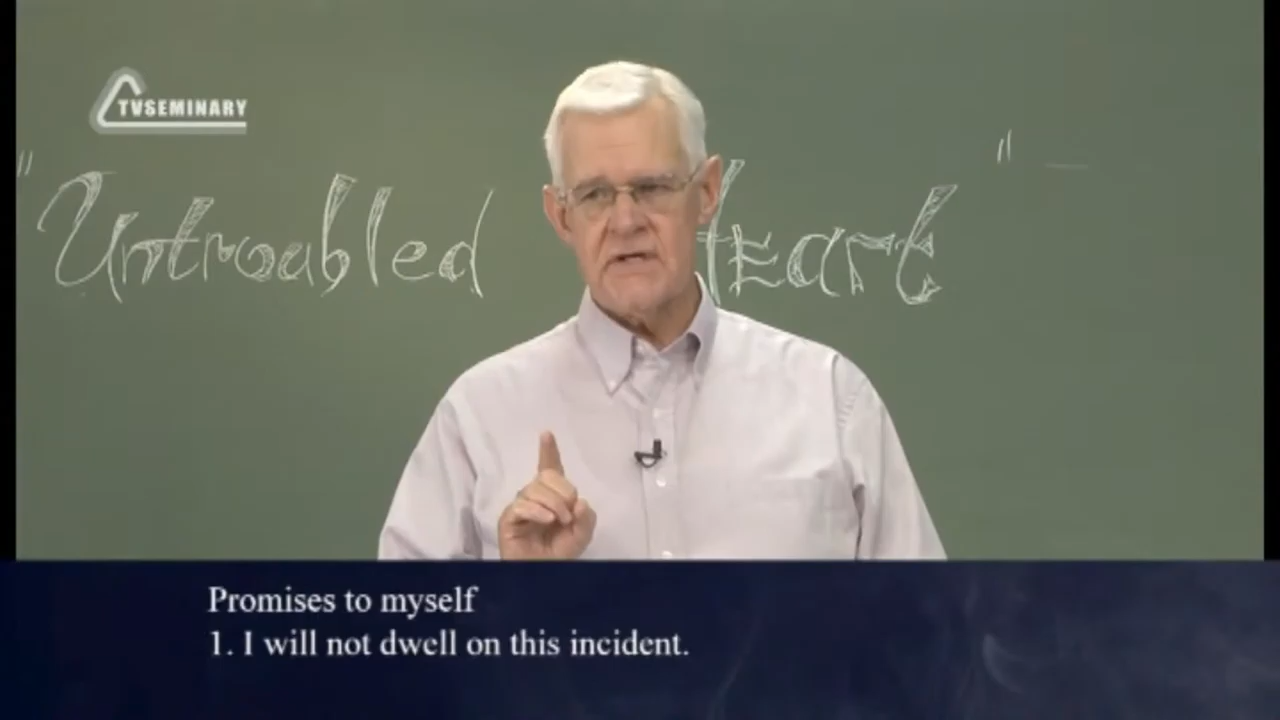 TVSEMINARY
"Untroubled Heart"
Promises to myself
1. I will not dwell on this incident.